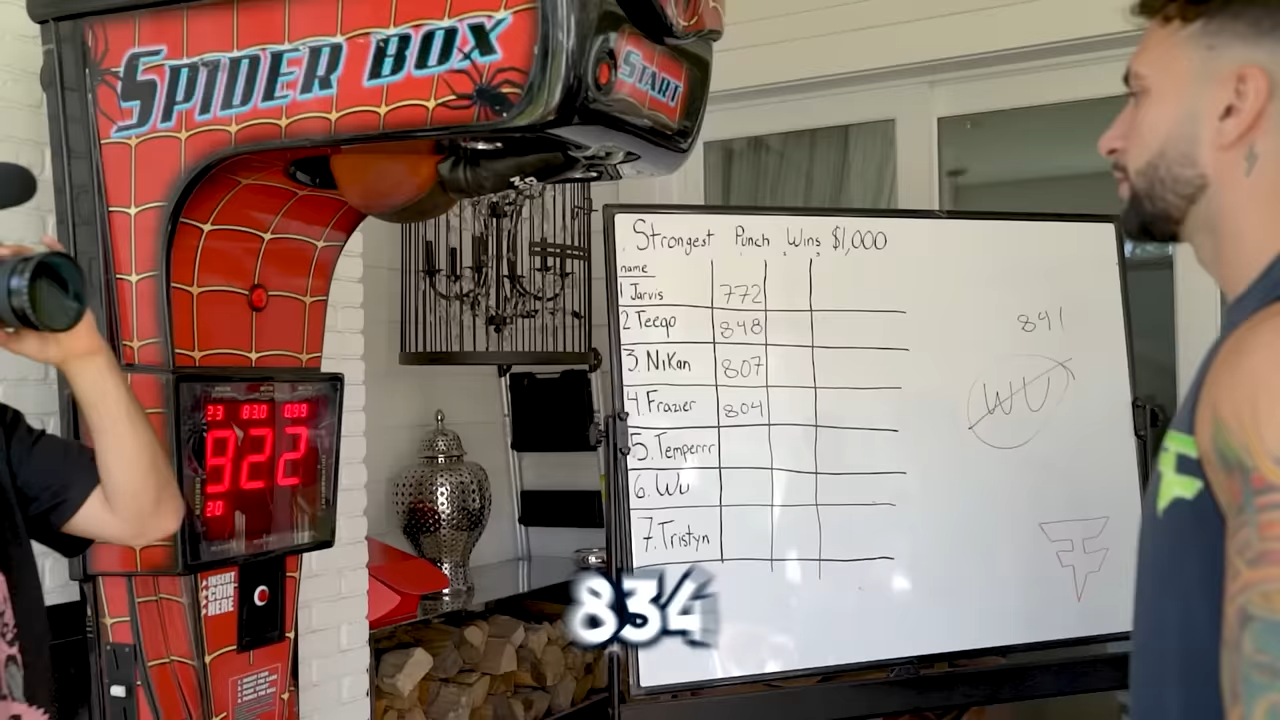 SPIDER BOX
START
23 83.0 0.99
922
20
INSERT
COIN
HERE
Strongest Punch Wins $1,000
name
1 Jarvis 772
2 Teeqo 848
3. Nikan 807
4. Frazier 804
5. Temperrr
6. Wu
7. Tristyn
841
WU
834